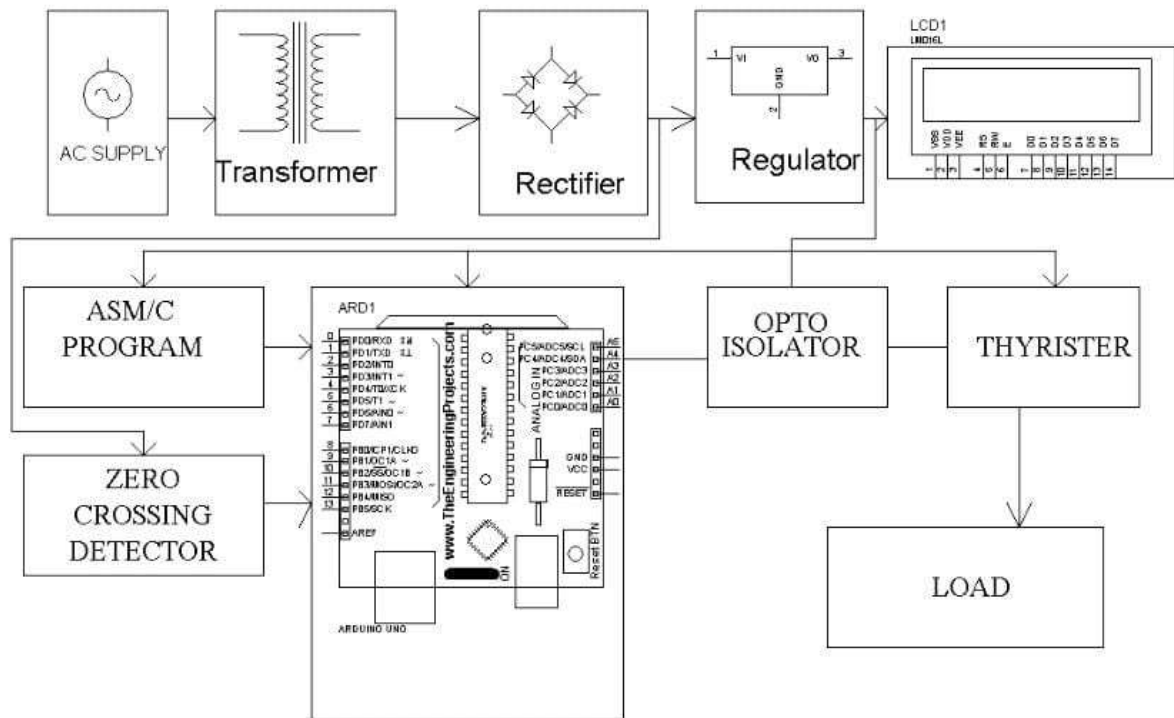 AC SUPPLY
Transformer
Rectifier
1
VI
VO
3
GND
2
Regulator
LCD1
LM016L
VSS
VDD
VEE
RS
RW
E
D0
D1
D2
D3
D4
D5
D6
D7
1
2
3
4
5
6
7
8
9
10
11
12
13
14
ASM/C
PROGRAM
ZERO
CROSSING
DETECTOR
ARD1
0
PD0/RXD
RX
1
PD1/TXD
TX
2
PD2/INT0
3
PD3/INT1 ~
4
PD4/T0/XCK
5
PD5/T1 ~
6
PD6/AIN0 ~
7
PD7/AIN1
8
PB0/ICP1/CLKO
9
PB1/OC1A ~
10
PB2/SS/OC1B ~
11
PB3/MOSI/OC2A ~
12
PB4/MISO
13
PB5/SCK
AREF
www.TheEngineeringProjects.com
PC5/ADC5/SCL
A5
PC4/ADC4/SDA
A4
PC3/ADC3
A3
PC2/ADC2
A2
PC1/ADC1
A1
PC0/ADC0
A0
ANALOG IN
GND
VCC
RESET
Reset BTN
ON
ARDUINO UNO
OPTO
ISOLATOR
THYRISTER
LOAD